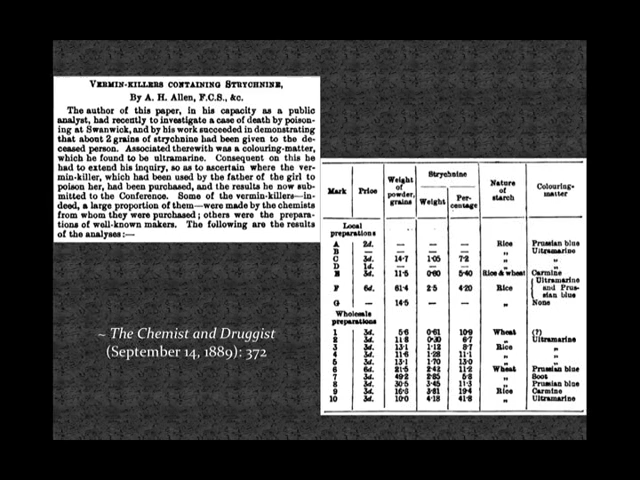 VERMIN-KILLERS CONTAINING STRYCHNINE,
By A. H. Allen, F.C.S., &c.
The author of this paper, in his capacity as a public
analyst, had recently to investigate a case of death by poison-
ing at Swanwick, and by his work succeeded in demonstrating
that about 2 grains of strychnine had been given to the de-
ceased person. Associated therewith was a colouring-matter,
which he found to be ultramarine. Consequent on this he
had to extend his inquiry, so as to ascertain where the ver-
min-killer, which had been used by the father of the girl to
poison her, had been purchased, and the results he now sub-
mitted to the Conference. Some of the vermin-killers—in-
deed, a large proportion of them—were made by the chemists
from whom they were purchased; others were the prepara-
tions of well-known makers. The following are the results
of the analyses:—
~ The Chemist and Druggist
(September 14, 1889): 372
Mark Price Weight of powder, grains Strychnine Weight Per-centage Nature of starch Colouring-matter
Local
preparations
A 2d. — — — Rice Prussian blue
B — — — — „ Ultramarine
C 3d. 14·7 1·05 7·2 „ „
D 1d. — — — „ „
E 3d. 11·5 0·60 5·40 Rice & wheat Carmine
F 6d. 61·4 2·5 4·20 Rice { Ultramarine and Prus-sian blue
G — 14·5 — — „ None
Wholesale
preparations
1 3d. 5·6 0·61 10·9 Wheat (?)
2 3d. 11·8 6·7 „ Ultramarine
3 3d. 13·1 1·12 8·7 Rice „
4 3d. 11·6 1·28 11·1 „ „
5 3d. 13·1 1·70 13·0 „ „
6 6d. 21·5 2·42 11·2 Wheat Prussian blue
7 3d. 49·2 2·85 5·8 „ Soot
8 3d. 30·5 3·45 11·3 „ Prussian blue
9 3d. 3·81 19·4 Rice Carmine
10 3d. 10·0 4·18 41·8 „ Ultramarine